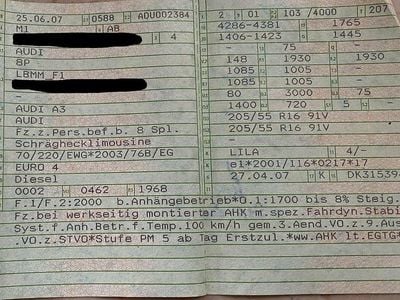 25.06.07 0588 ADU002384
M1 AB
4
AUDI
8P
LBMM F1
AUDI A3
AUDI
Fz.z.Pers.bef.b. 8 Spl.
Schräghecklimousine
70/220/EWG*2003/76B/EG
EURO 4
Diesel
0002 0462 1968
2 01 103 /4000 207
4286-4381 1765
1406-1423 1445
- 75 -
148 1930 1930
1085 1005 -
1085 1005 -
80 3000 75
1400 720 5 -
205/55 R16 91V
205/55 R16 91V
-
LILA 4/-
e1*2001/116*0217*17
27.04.07 K DK315394
F.1/F.2:2000 b.Anhängebetrieb*O.1:1700 bis 8% Steig.
Fz.bei werkseitig montierter AHK m.spez.Fahrdyn.Stabi
Syst.f.Anh.Betr.f.Temp.100 km/h gem.3.Aend.VO.z.9.Aus
.VO.z.STVO*Stufe PM 5 ab Tag Erstzul.*ww.AHK lt.EGTG*